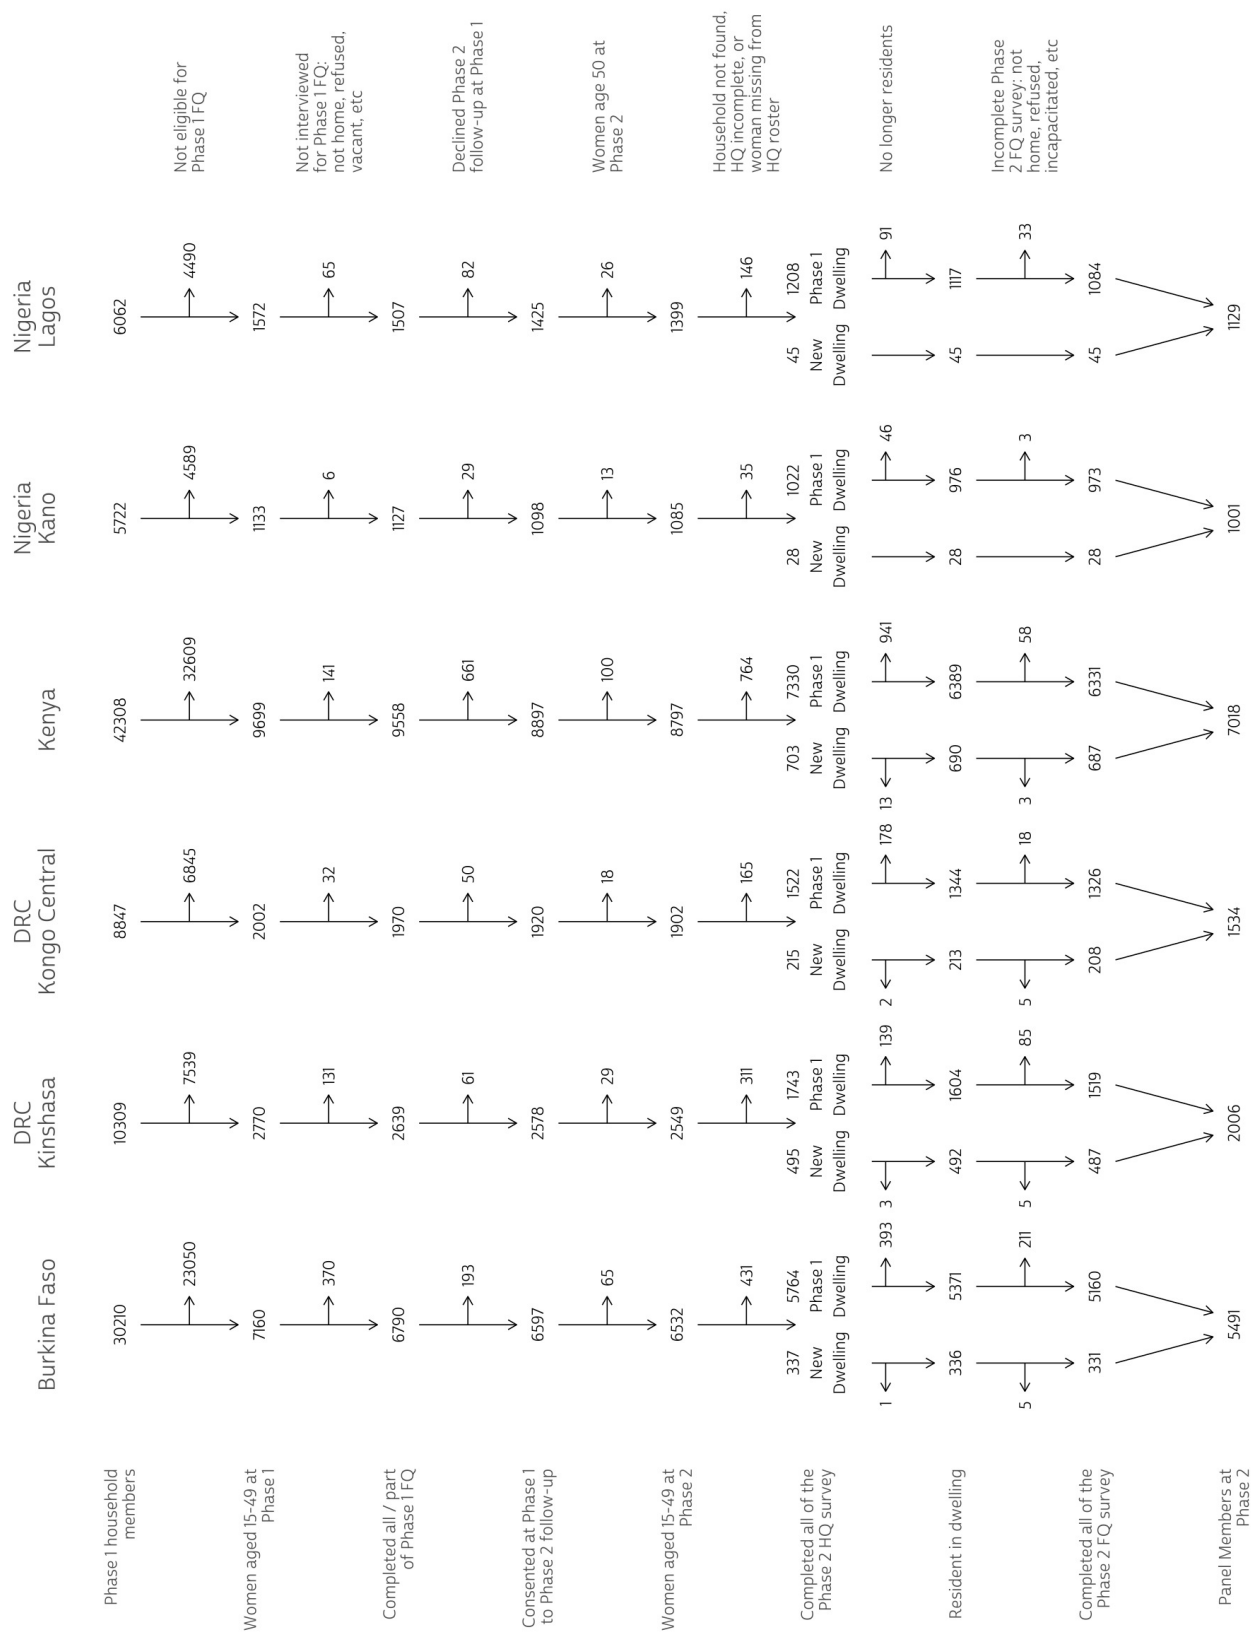 Burkina Faso
DRC
Kinshasa
DRC
Kongo Central
Kenya
Nigeria
Kano
Nigeria
Lagos
Phase 1 household
members
30210
10309
8847
42308
5722
6062
23050
7539
6845
32609
4589
4490
Not eligible for
Phase 1 FQ
Women aged 15-49 at
Phase 1
7160
2770
2002
9699
1133
1572
370
131
32
141
6
65
Not interviewed
for Phase 1 FQ:
not home, refused,
vacant, etc
Completed all / part
of Phase 1 FQ
6790
2639
1970
9558
1127
1507
193
61
50
661
29
82
Declined Phase 2
follow-up at Phase 1
Consented at Phase 1
to Phase 2 follow-up
6597
2578
1920
8897
1098
1425
65
29
18
100
13
26
Women age 50 at
Phase 2
Women aged 15-49 at
Phase 2
6532
2549
1902
8797
1085
1399
431
311
165
764
35
146
Household not found,
HQ incomplete, or
woman missing from
HQ roster
Completed all of the
Phase 2 HQ survey
337
New
Dwelling
5764
Phase 1
Dwelling
495
New
Dwelling
1743
Phase 1
Dwelling
215
New
Dwelling
1522
Phase 1
Dwelling
703
New
Dwelling
7330
Phase 1
Dwelling
28
New
Dwelling
1022
Phase 1
Dwelling
45
New
Dwelling
1208
Phase 1
Dwelling
1
393
3
139
2
178
13
941
46
91
No longer residents
Resident in dwelling
336
5371
492
1604
213
1344
690
6389
28
976
45
1117
5
211
5
85
5
18
3
58
3
33
Incomplete Phase
2 FQ survey: not
home, refused,
incapacitated, etc
Completed all of the
Phase 2 FQ survey
331
5160
487
1519
208
1326
687
6331
28
973
45
1084
Panel Members at
Phase 2
5491
2006
1534
7018
1001
1129